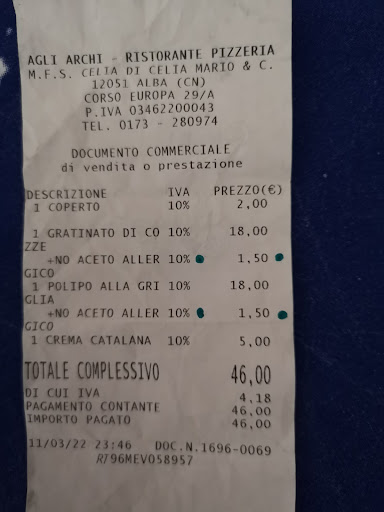 AGLI ARCHI - RISTORANTE PIZZERIA
M.F.S. CELIA DI CELIA MARIO & C.
12051 ALBA (CN)
CORSO EUROPA 29/A
P.IVA 03462200043
TEL. 0173 - 280974
DOCUMENTO COMMERCIALE
di vendita o prestazione
DESCRIZIONE IVA PREZZO(€)
1 COPERTO 10% 2,00
1 GRATINATO DI CO 10% 18,00
ZZE
+NO ACETO ALLER 10% 1,50
GICO
1 POLIPO ALLA GRI 10% 18,00
GLIA
+NO ACETO ALLER 10% 1,50
GICO
1 CREMA CATALANA 10% 5,00
TOTALE COMPLESSIVO 46,00
DI CUI IVA 4,18
PAGAMENTO CONTANTE 46,00
IMPORTO PAGATO 46,00
11/03/22 23:46 DOC.N.1696-0069
RT96MEV058957